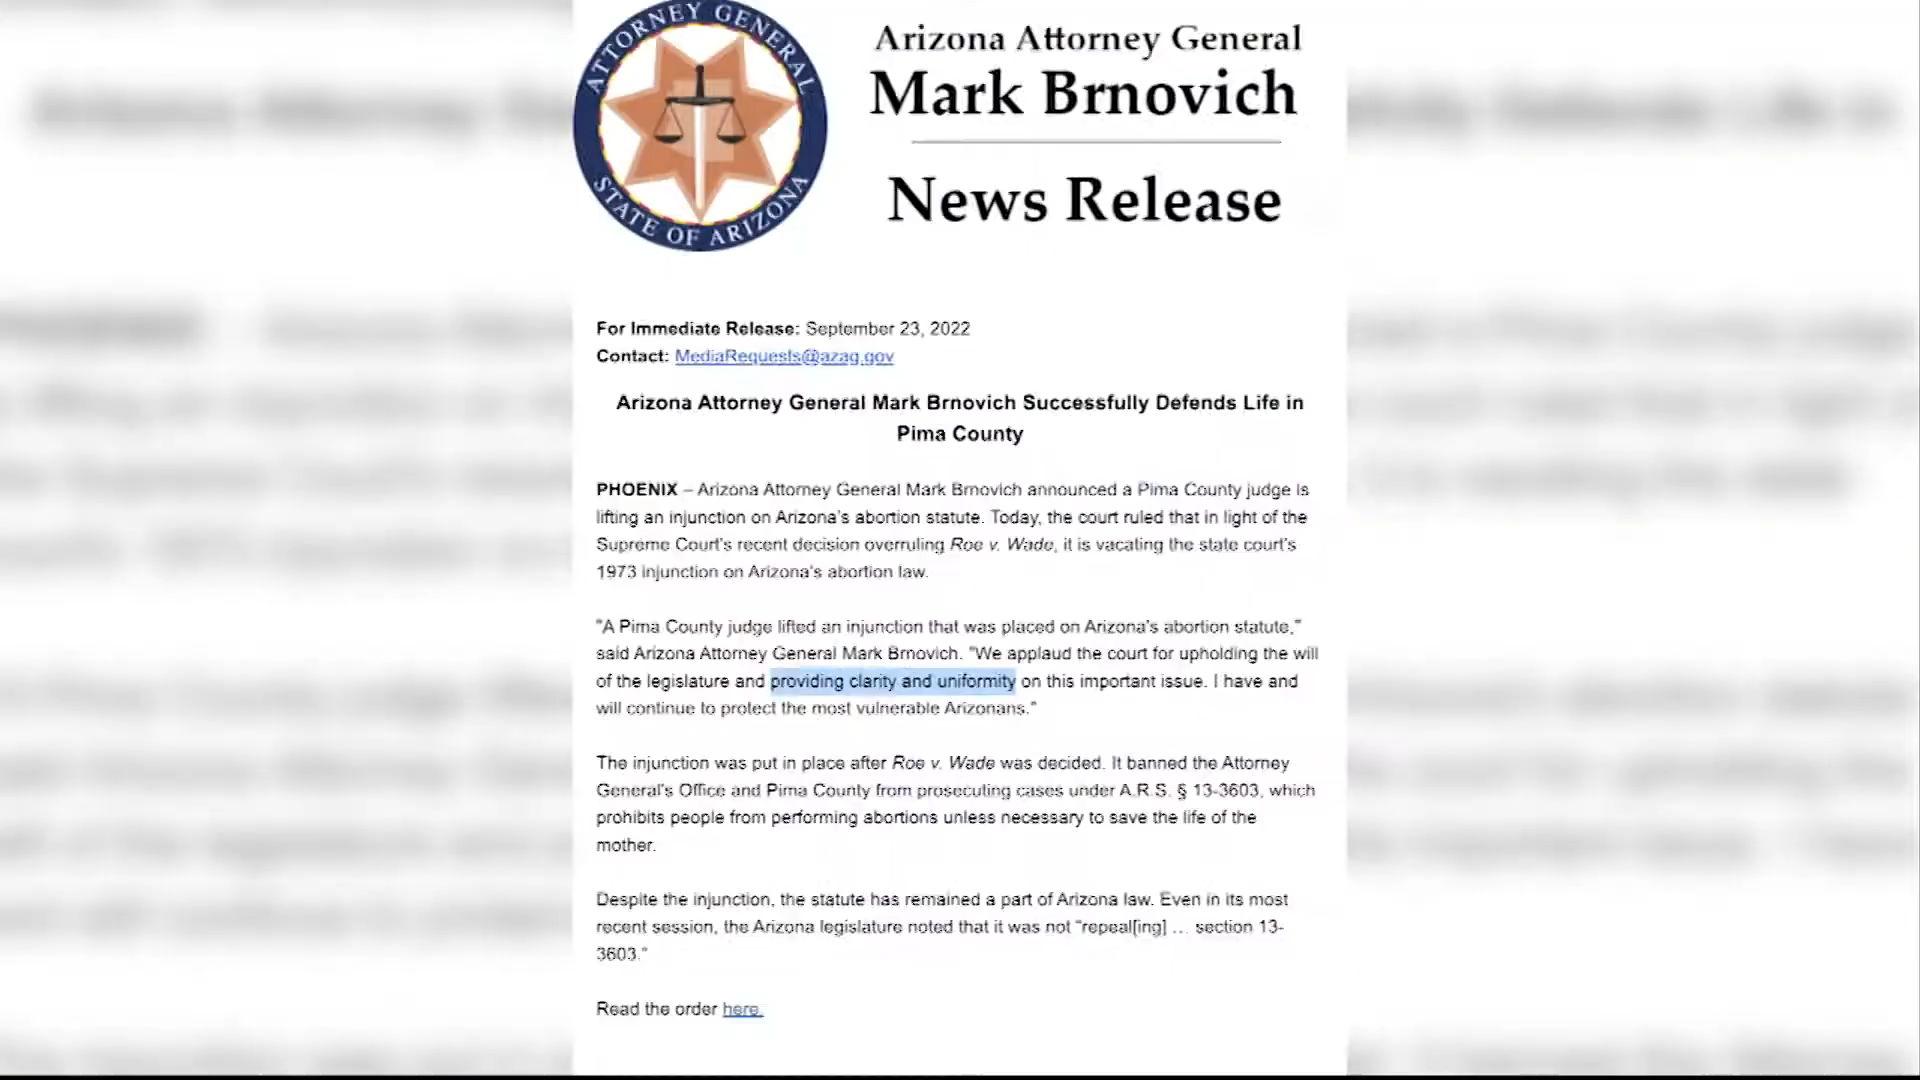 ATTORNEY GENERAL
STATE OF ARIZONA
Arizona Attorney General
Mark Brnovich
News Release
For Immediate Release: September 23, 2022
Contact: MediaRequests@azag.gov
Arizona Attorney General Mark Brnovich Successfully Defends Life in
Pima County
PHOENIX – Arizona Attorney General Mark Brnovich announced a Pima County judge is
lifting an injunction on Arizona's abortion statute. Today, the court ruled that in light of the
Supreme Court's recent decision overruling Roe v. Wade, it is vacating the state court's
1973 injunction on Arizona's abortion law.
"A Pima County judge lifted an injunction that was placed on Arizona's abortion statute,"
said Arizona Attorney General Mark Brnovich. "We applaud the court for upholding the will
of the legislature and providing clarity and uniformity on this important issue. I have and
will continue to protect the most vulnerable Arizonans."
The injunction was put in place after Roe v. Wade was decided. It banned the Attorney
General's Office and Pima County from prosecuting cases under A.R.S. § 13-3603, which
prohibits people from performing abortions unless necessary to save the life of the
mother.
Despite the injunction, the statute has remained a part of Arizona law. Even in its most
recent session, the Arizona legislature noted that it was not "repeal[ing] … section 13-
3603."
Read the order here.